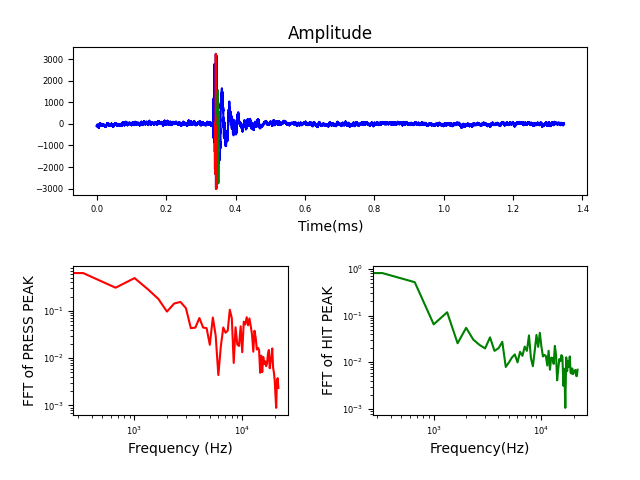 Amplitude
3000
2000
1000
0
−1000
−2000
−3000
0.0 0.2 0.4 0.6 0.8 1.0 1.2 1.4
Time(ms)
FFT of PRESS PEAK
10⁻¹
10⁻²
10⁻³
10³ 10⁴
Frequency (Hz)
FFT of HIT PEAK
10⁰
10⁻¹
10⁻²
10⁻³
10³ 10⁴
Frequency(Hz)